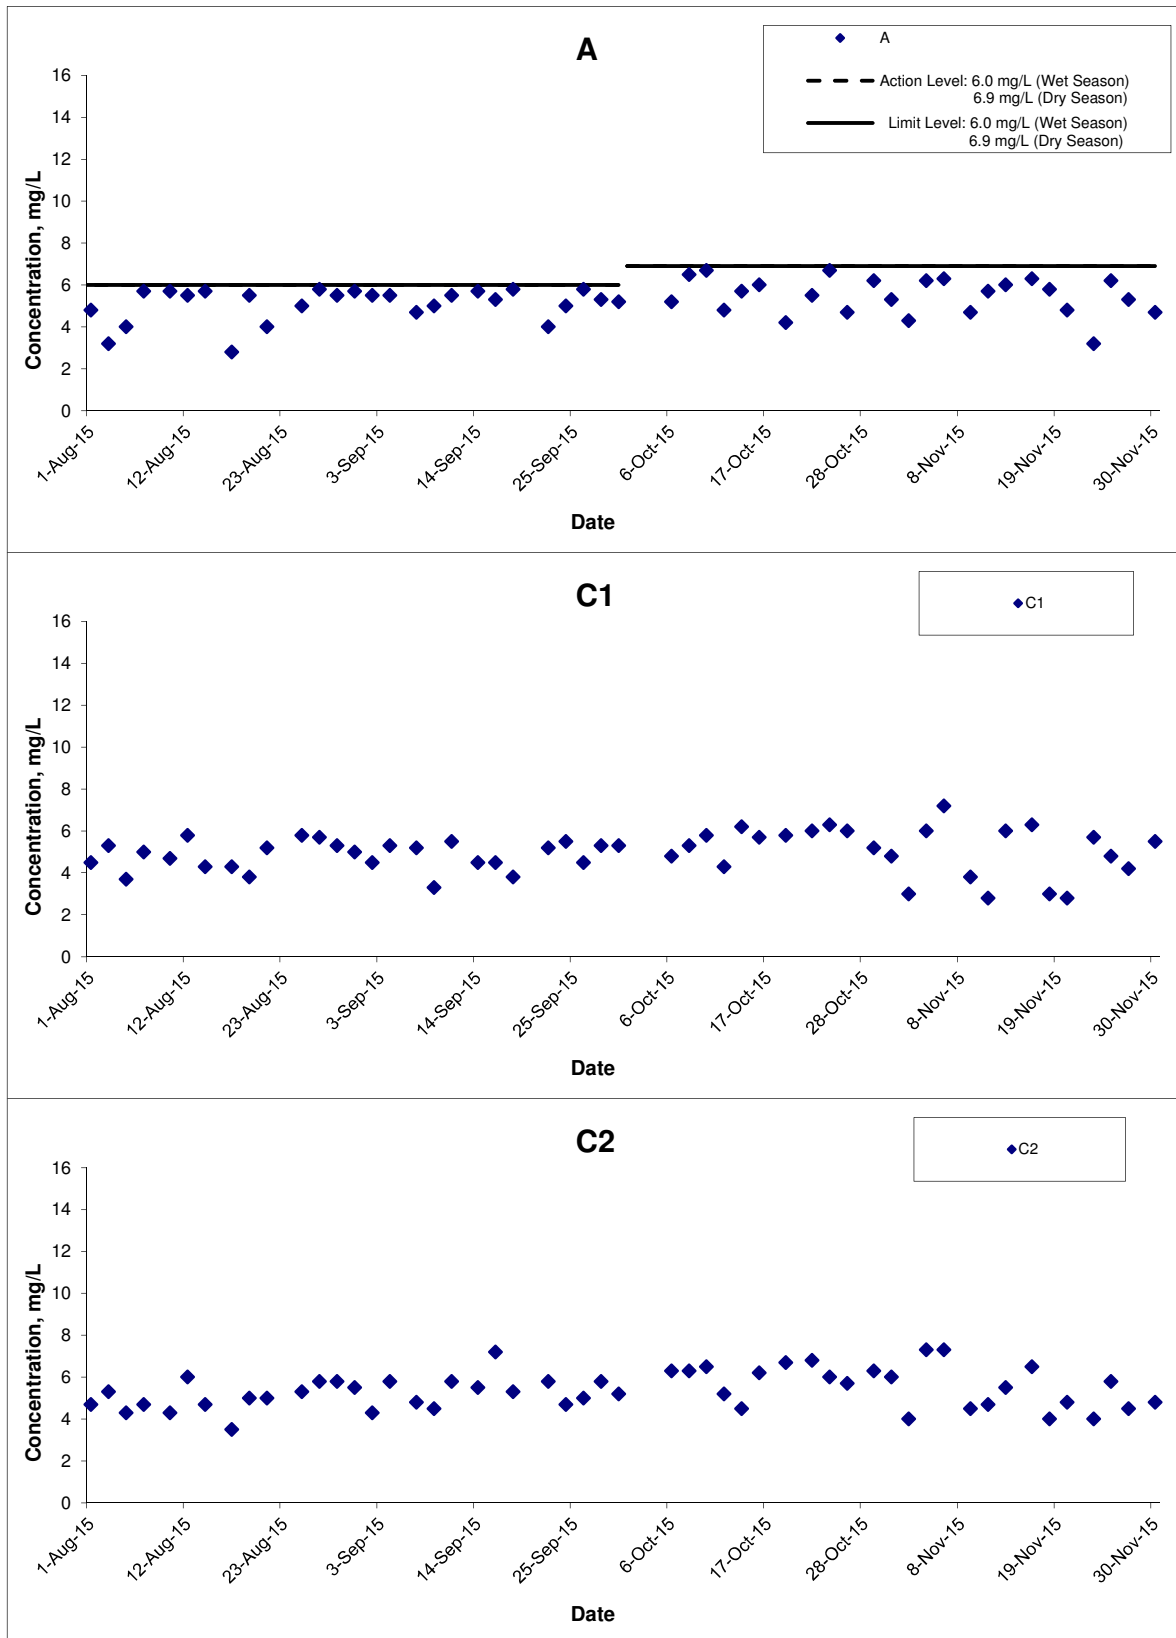 A
A
Action Level: 6.0 mg/L (Wet Season)
6.9 mg/L (Dry Season)
Limit Level: 6.0 mg/L (Wet Season)
6.9 mg/L (Dry Season)
Concentration, mg/L
16
14
12
10
8
6
4
2
0
1-Aug-15
12-Aug-15
23-Aug-15
3-Sep-15
14-Sep-15
25-Sep-15
6-Oct-15
17-Oct-15
28-Oct-15
8-Nov-15
19-Nov-15
30-Nov-15
Date
C1
C1
Concentration, mg/L
16
14
12
10
8
6
4
2
0
1-Aug-15
12-Aug-15
23-Aug-15
3-Sep-15
14-Sep-15
25-Sep-15
6-Oct-15
17-Oct-15
28-Oct-15
8-Nov-15
19-Nov-15
30-Nov-15
Date
C2
C2
Concentration, mg/L
16
14
12
10
8
6
4
2
0
1-Aug-15
12-Aug-15
23-Aug-15
3-Sep-15
14-Sep-15
25-Sep-15
6-Oct-15
17-Oct-15
28-Oct-15
8-Nov-15
19-Nov-15
30-Nov-15
Date